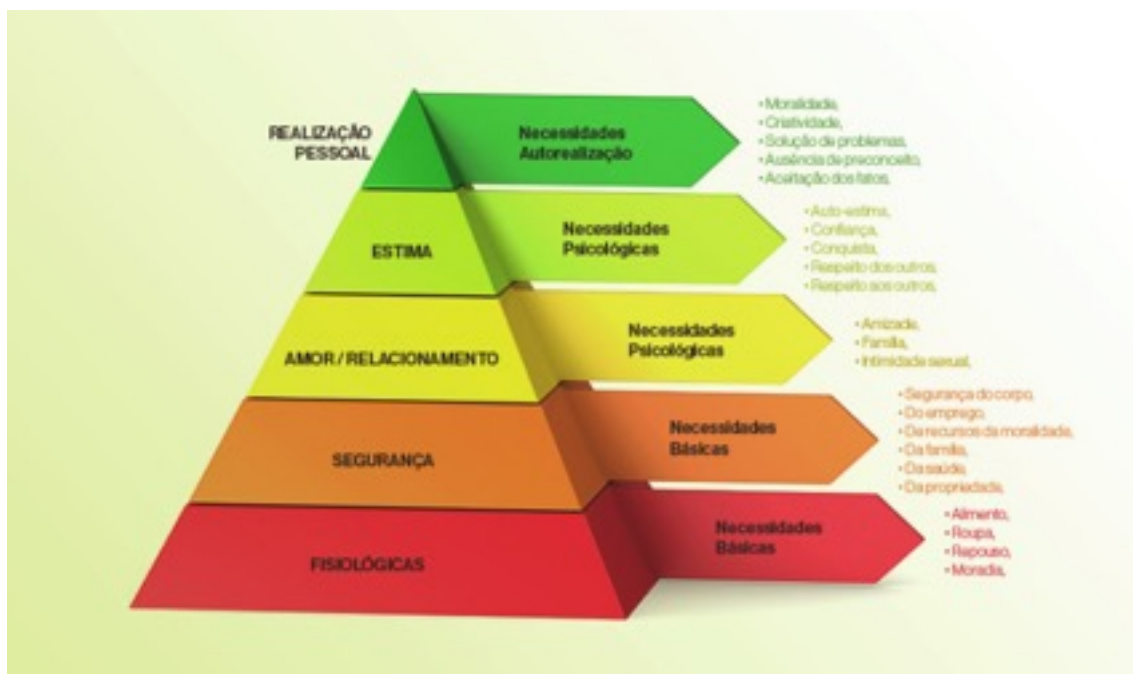 REALIZAÇÃO
PESSOAL
Necessidades
Autorealização
• Moralidade,
• Criatividade,
• Solução de problemas,
• Ausência de preconceito,
• Aceitação dos fatos,
ESTIMA
Necessidades
Psicológicas
• Auto-estima,
• Confiança,
• Conquista,
• Respeito dos outros,
• Respeito aos outros,
AMOR / RELACIONAMENTO
Necessidades
Psicológicas
• Amizade,
• Família,
• Intimidade sexual,
SEGURANÇA
Necessidades
Básicas
• Segurança do corpo,
• Do emprego,
• De recursos da moralidade,
• Da família,
• Da saúde,
• Da propriedade,
FISIOLÓGICAS
Necessidades
Básicas
• Alimento,
• Roupa,
• Repouso,
• Moradia,